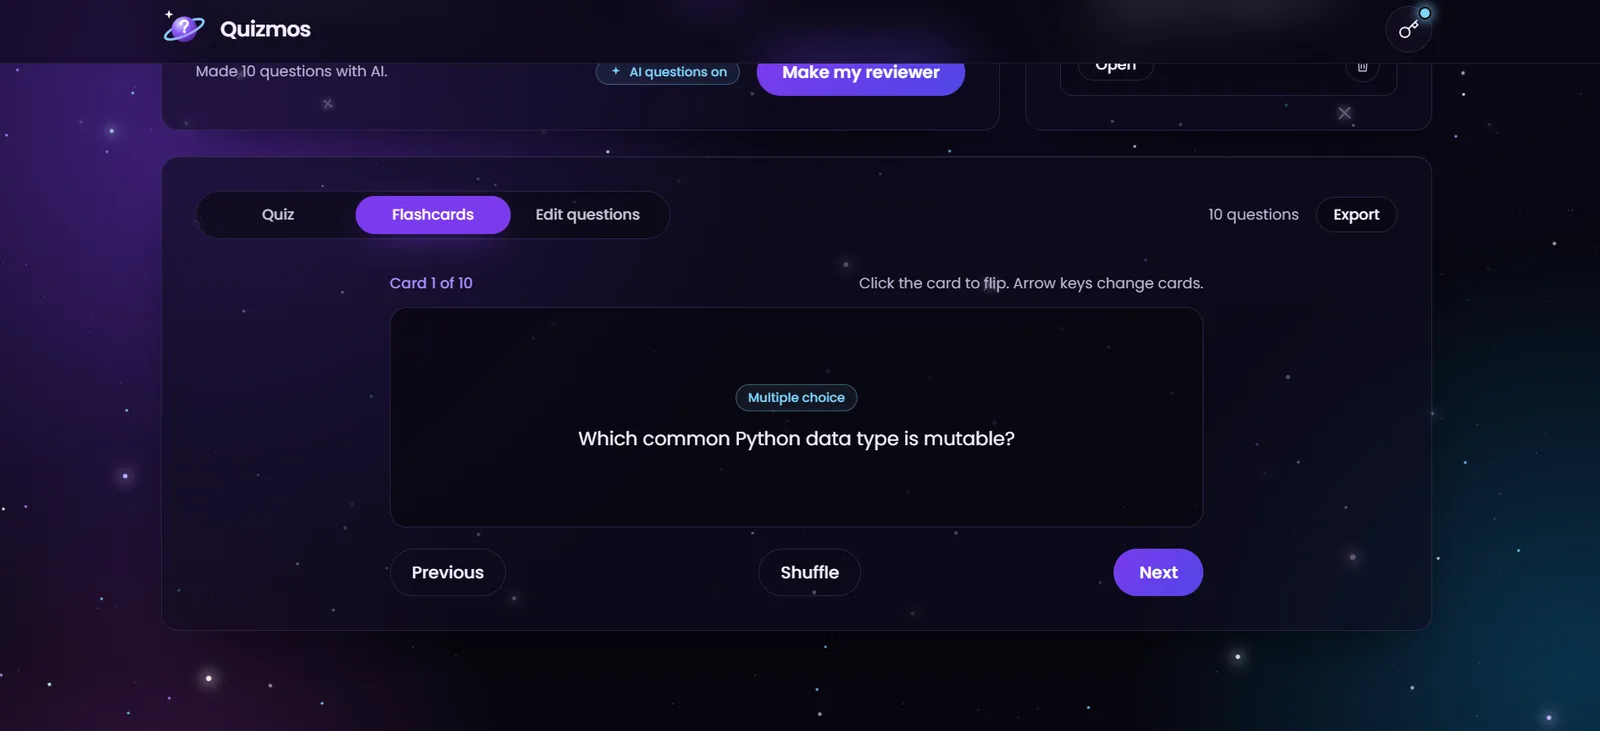 Quizmos
Made 10 questions with AI.
AI questions on
Make my reviewer
Open
Quiz
Flashcards
Edit questions
10 questions
Export
Card 1 of 10
Click the card to flip. Arrow keys change cards.
Multiple choice
Which common Python data type is mutable?
Previous
Shuffle
Next